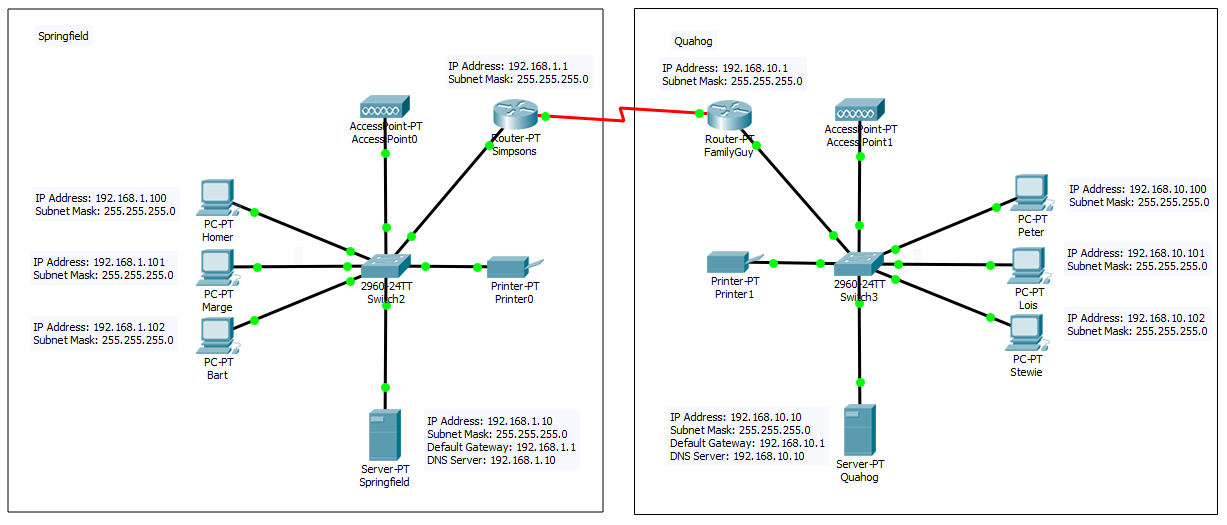 Springfield
IP Address: 192.168.1.1
Subnet Mask: 255.255.255.0
AccessPoint-PT
Access Point0
Router-PT
Simpsons
IP Address: 192.168.1.100
Subnet Mask: 255.255.255.0
PC-PT
Homer
IP Address: 192.168.1.101
Subnet Mask: 255.255.255.0
PC-PT
Marge
2960-24TT
Switch2
Printer-PT
Printer0
IP Address: 192.168.1.102
Subnet Mask: 255.255.255.0
PC-PT
Bart
IP Address: 192.168.1.10
Subnet Mask: 255.255.255.0
Default Gateway: 192.168.1.1
DNS Server: 192.168.1.10
Server-PT
Springfield
Quahog
IP Address: 192.168.10.1
Subnet Mask: 255.255.255.0
Router-PT
FamilyGuy
AccessPoint-PT
Access Point1
IP Address: 192.168.10.100
Subnet Mask: 255.255.255.0
PC-PT
Peter
Printer-PT
Printer1
2960-24TT
Switch3
IP Address: 192.168.10.101
Subnet Mask: 255.255.255.0
PC-PT
Lois
IP Address: 192.168.10.102
Subnet Mask: 255.255.255.0
PC-PT
Stewie
IP Address: 192.168.10.10
Subnet Mask: 255.255.255.0
Default Gateway: 192.168.10.1
DNS Server: 192.168.10.10
Server-PT
Quahog